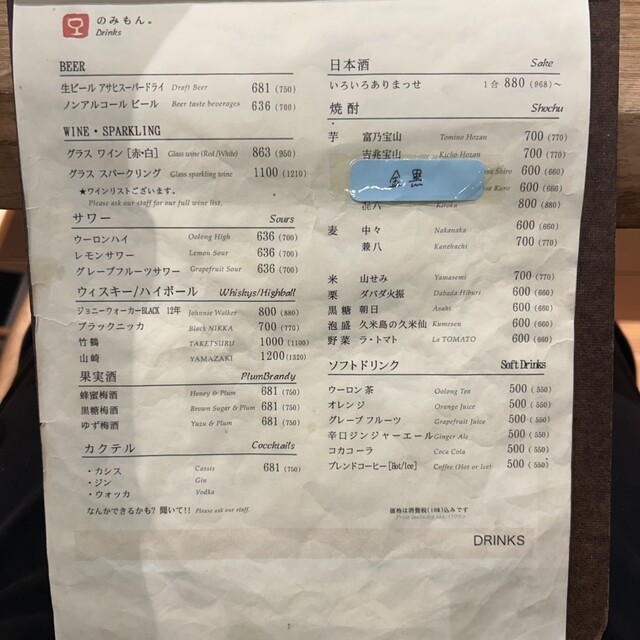 のみもん。
Drinks
BEER
生ビール アサヒスーパードライ Draft Beer 681 (750)
ノンアルコール ビール Beer taste beverages 636 (700)
WINE・SPARKLING
グラス ワイン [赤・白] Glass wine (Red/White) 863 (950)
グラス スパークリング Glass sparkling wine 1100 (1210)
★ワインリストございます。
Please ask our staff for our full wine list.
サワー Sours
ウーロンハイ Oolong High 636 (700)
レモンサワー Lemon Sour 636 (700)
グレープフルーツサワー Grapefruit Sour 636 (700)
ウィスキー/ハイボール Whiskys/Highball
ジョニーウォーカーBLACK 12年 Johnnie Walker 800 (880)
ブラックニッカ Black NIKKA 700 (770)
竹鶴 TAKETSURU 1000 (1100)
山崎 YAMAZAKI 1200 (1320)
果実酒 PlumBrandy
蜂蜜梅酒 Honey & Plum 681 (750)
黒糖梅酒 Brown Sugar & Plum 681 (750)
ゆず梅酒 Yuzu & Plum 681 (750)
カクテル Cocktails
・カシス Cassis 681 (750)
・ジン Gin
・ウォッカ Vodka
なんかできるかも? 聞いて!! Please ask our staff.
日本酒 Sake
いろいろありまっせ 1合 880 (968)～
焼酎 Shochu
芋 富乃宝山 Tomino Hozan 700 (770)
吉兆宝山 Kicho Hozan 700 (770)
Shiro 600 (660)
金 黒 Kuro 600 (660)
Kiroku 800 (880)
麦 中々 Nakanaka 600 (660)
兼八 Kanehachi 700 (770)
米 山せみ Yamasemi 700 (770)
栗 ダバダ火振 Dabada Hiburi 600 (660)
黒糖 朝日 Asahi 600 (660)
泡盛 久米島の久米仙 Kumesen 600 (660)
野菜 ラ・トマト La TOMATO 600 (660)
ソフトドリンク Soft Drinks
ウーロン茶 Oolong Tea 500 (550)
オレンジ Orange Juice 500 (550)
グレープフルーツ Grapefruit Juice 500 (550)
辛口ジンジャーエール Ginger Ale 500 (550)
コカコーラ Coca Cola 500 (550)
ブレンドコーヒー[Hot/Ice] Coffee (Hot or Ice) 500 (550)
価格は消費税(10%)込みです
DRINKS